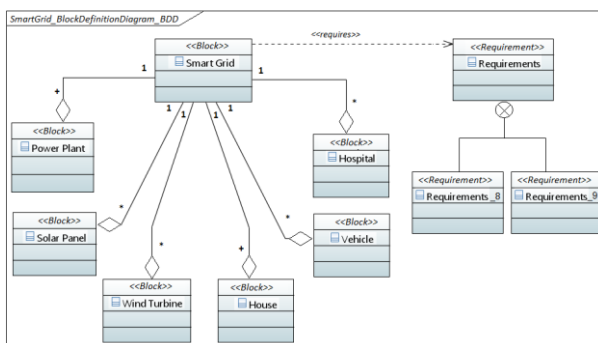 SmartGrid_BlockDefinitionDiagram_BDD
<<Block>>
Smart Grid
<<requires>>
<<Requirement>>
Requirements
1
1
1
1
1
1
+
*
<<Block>>
Power Plant
<<Block>>
Hospital
<<Requirement>>
Requirements_8
<<Requirement>>
Requirements_9
*
*
+
*
<<Block>>
Solar Panel
<<Block>>
Vehicle
<<Block>>
Wind Turbine
<<Block>>
House